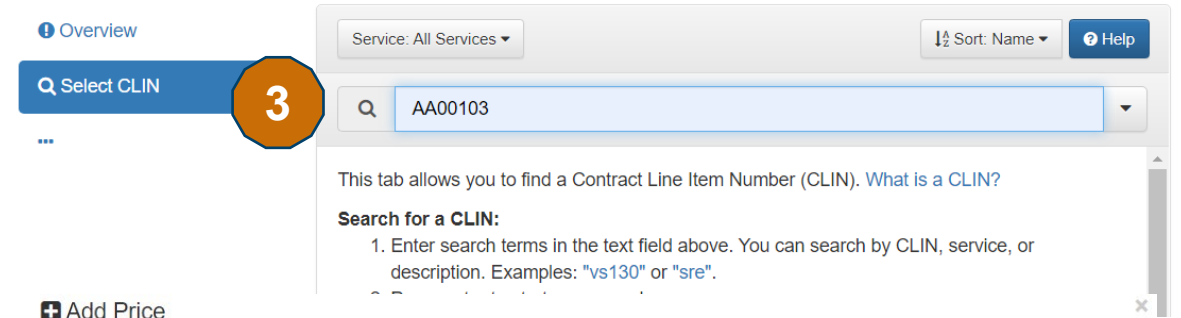 Overview
Service: All Services
Sort: Name
Help
Select CLIN
3
AA00103
...
This tab allows you to find a Contract Line Item Number (CLIN). What is a CLIN?
Search for a CLIN:
1. Enter search terms in the text field above. You can search by CLIN, service, or
description. Examples: "vs130" or "sre".
Add Price